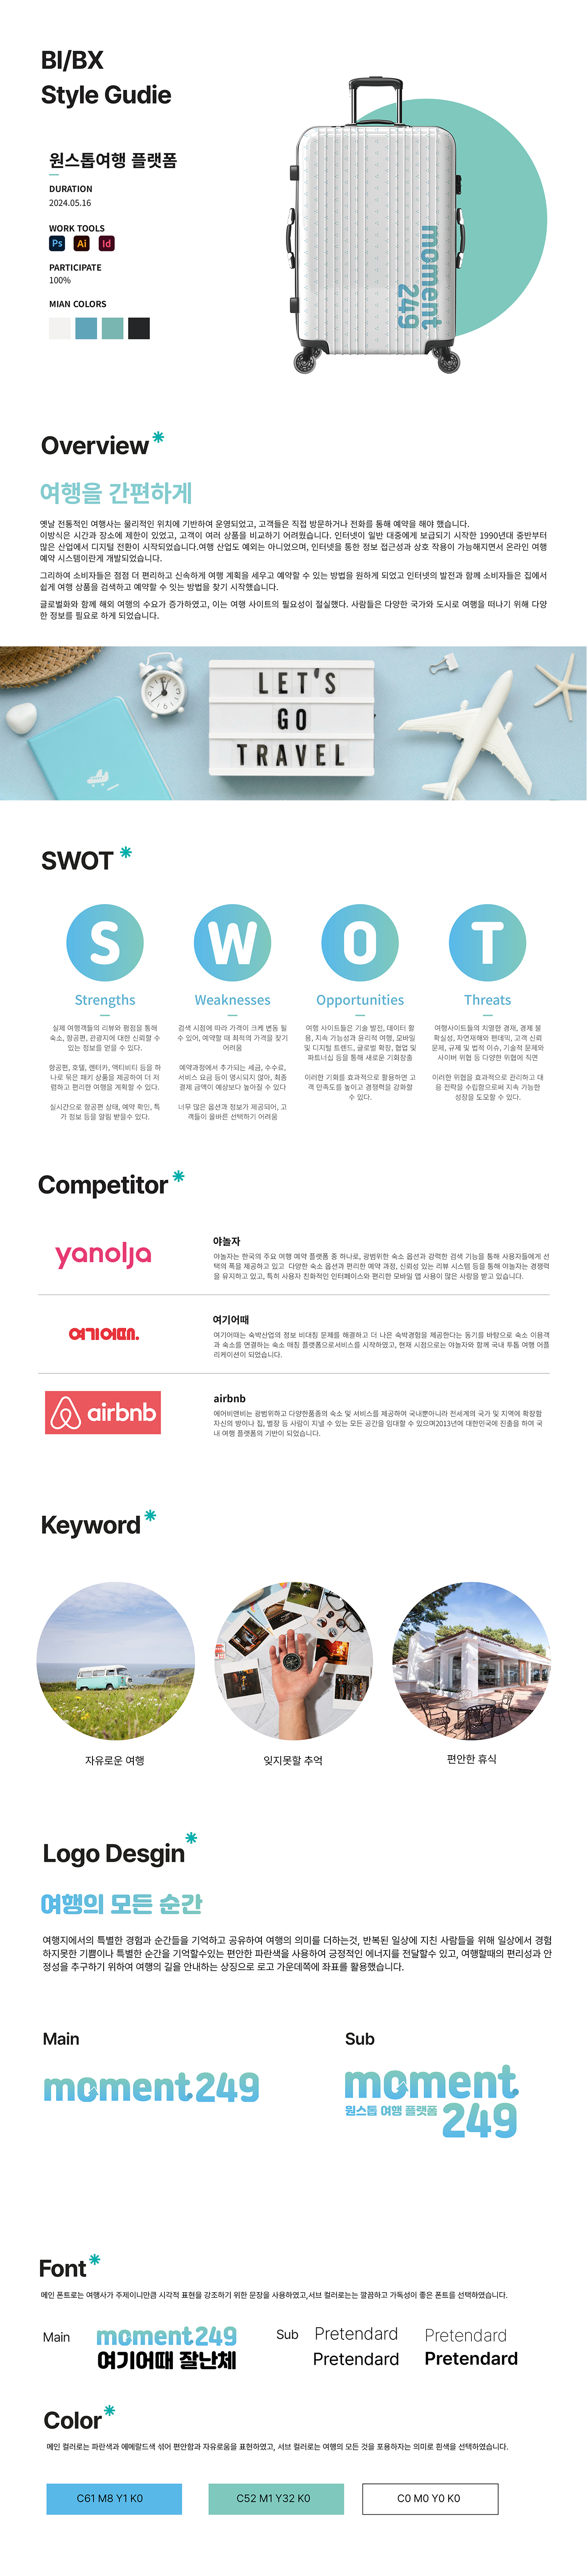 BI/BX
Style Gudie
원스톱여행 플랫폼
DURATION
2024.05.16
WORK TOOLS
Ps Ai Id
PARTICIPATE
100%
MIAN COLORS
moment
249
Overview
여행을 간편하게
옛날 전통적인 여행사는 물리적인 위치에 기반하여 운영되었고, 고객들은 직접 방문하거나 전화를 통해 예약을 해야 했습니다.
이방식은 시간과 장소에 제한이 있었고, 고객이 여러 상품을 비교하기 어려웠습니다. 인터넷이 일반 대중에게 보급되기 시작한 1990년대 중반부터
많은 산업에서 디지털 전환이 시작되었습니다.여행 산업도 예외는 아니었으며, 인터넷을 통한 정보 접근성과 상호 작용이 가능해지면서 온라인 여행
예약 시스템이란게 개발되었습니다.
그리하여 소비자들은 점점 더 편리하고 신속하게 여행 계획을 세우고 예약할 수 있는 방법을 원하게 되었고 인터넷의 발전과 함께 소비자들은 집에서
쉽게 여행 상품을 검색하고 예약할 수 잇는 방법을 찾기 시작했습니다.
글로벌화와 함께 해외 여행의 수요가 증가하였고, 이는 여행 사이트의 필요성이 절실했다. 사람들은 다양한 국가와 도시로 여행을 떠나기 위해 다양
한 정보를 필요로 하게 되었습니다.
LET'S
GO
TRAVEL
SWOT
S W O T
Strengths
실제 여행객들의 리뷰와 평점을 통해
숙소, 항공편, 관광지에 대한 신뢰할 수
있는 정보를 얻을 수 있다.
항공편, 호텔, 렌터카, 액티비티 등을 하
나로 묶은 패키 상품을 제공하여 더 저
렴하고 편리한 여행을 계획할 수 있다.
실시간으로 항공편 상태, 예약 확인, 특
가 정보 등을 알림 받을수 있다.
Weaknesses
검색 시점에 따라 가격이 크케 변동 될
수 있어, 예약할 때 최적의 가격을 찾기
어려움
예약과정에서 추가되는 세금, 수수료,
서비스 요금 등이 명시되지 않아, 최종
결제 금액이 예상보다 높아질 수 있다
너무 많은 옵션과 정보가 제공되어, 고
객들이 올바른 선택하기 어려움
Opportunities
여행 사이트들은 기술 발전, 데이터 활
용, 지속 가능성과 윤리적 여행, 모바일
및 디지털 트렌드, 글로벌 확장, 협업 및
파트너십 등을 통해 새로운 기회창출
이러한 기회를 효과적으로 활용하면 고
객 만족도를 높이고 경쟁력을 강화할
수 있다.
Threats
여행사이트들의 치열한 경재, 경제 불
확실성, 자연재해와 펜데믹, 고객 신뢰
문제, 규제 및 법적 이슈, 기술적 문제와
사이버 위협 등 다양한 위협에 직면
이러한 위협을 효과적으로 관리하고 대
응 전략을 수립함으로써 지속 가능한
성장을 도모할 수 있다.
Competitor
yanolja
야놀자
야놀자는 한국의 주요 여행 예약 플랫폼 중 하나로, 광범위한 숙소 옵션과 강력한 검색 기능을 통해 사용자들에게 선
택의 폭을 제공하고 있고 다양한 숙소 옵션과 편리한 예약 과정, 신뢰성 있는 리뷰 시스템 등을 통해 야놀자는 경쟁력
을 유지하고 있고, 특히 사용자 친화적인 인터페이스와 편리한 모바일 앱 사용이 많은 사랑을 받고 있습니다.
여기어때.
여기어때
여기어때는 숙박산업의 정보 비대칭 문제를 해결하고 더 나은 숙박경험을 제공한다는 동기를 바탕으로 숙소 이용객
과 숙소를 연결하는 숙소 매칭 플랫폼으로서비스를 시작하였고, 현재 시점으로는 야놀자와 함께 국내 투톱 여행 어플
리케이션이 되었습니다.
airbnb
airbnb
에어비앤비는 광범위하고 다양한품종의 숙소 및 서비스를 제공하여 국내뿐아니라 전세계의 국가 및 지역에 확장함
자신의 방이나 집, 별장 등 사람이 지낼 수 있는 모든 공간을 임대할 수 있으며2013년에 대한민국에 진출을 하여 국
내 여행 플랫폼의 기반이 되었습니다.
Keyword
자유로운 여행
잊지못할 추억
편안한 휴식
Logo Desgin
여행의 모든 순간
여행지에서의 특별한 경험과 순간들을 기억하고 공유하여 여행의 의미를 더하는것, 반복된 일상에 지친 사람들을 위해 일상에서 경험
하지못한 기쁨이나 특별한 순간을 기억할수있는 편안한 파란색을 사용하여 긍정적인 에너지를 전달할수 있고, 여행할때의 편리성과 안
정성을 추구하기 위하여 여행의 길을 안내하는 상징으로 로고 가운데쪽에 좌표를 활용했습니다.
Main
moment249
Sub
moment.
원스톱 여행 플랫폼
249
Font
메인 폰트로는 여행사가 주제이니만큼 시각적 표현을 강조하기 위한 문장을 사용하였고,서브 컬러로는는 깔끔하고 가독성이 좋은 폰트를 선택하였습니다.
Main
moment249
여기어때 잘난체
Sub
Pretendard
Pretendard
Pretendard
Pretendard
Color
메인 컬러로는 파란색과 에메랄드색 섞어 편안함과 자유로움을 표현하였고, 서브 컬러로는 여행의 모든 것을 포용하자는 의미로 흰색을 선택하였습니다.
C61 M8 Y1 K0
C52 M1 Y32 K0
C0 M0 Y0 K0